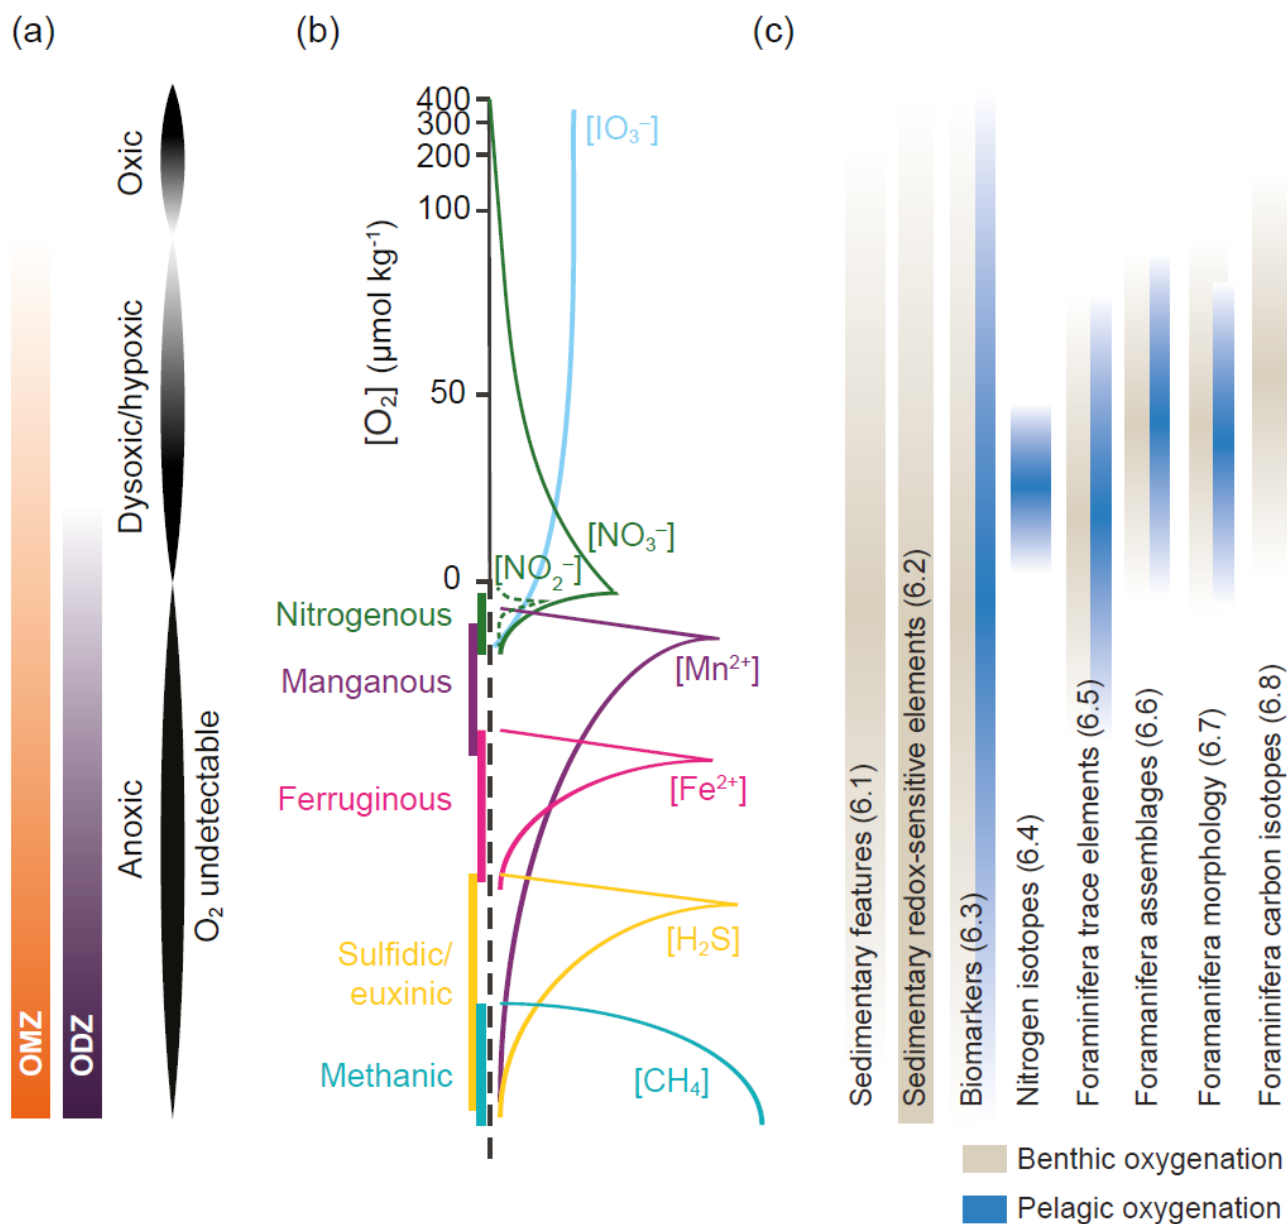 (a)
(b)
(c)
Oxic
Dysoxic/hypoxic
Anoxic
O₂ undetectable
OMZ
ODZ
[O₂] (μmol kg⁻¹)
400
300
200
100
50
0
[IO₃⁻]
[NO₃⁻]
[NO₂⁻]
[Mn²⁺]
[Fe²⁺]
[H₂S]
[CH₄]
Nitrogenous
Manganous
Ferruginous
Sulfidic/
euxinic
Methanic
Sedimentary features (6.1)
Sedimentary redox-sensitive elements (6.2)
Biomarkers (6.3)
Nitrogen isotopes (6.4)
Foraminifera trace elements (6.5)
Foramanifera assemblages (6.6)
Foramanifera morphology (6.7)
Foraminifera carbon isotopes (6.8)
Benthic oxygenation
Pelagic oxygenation